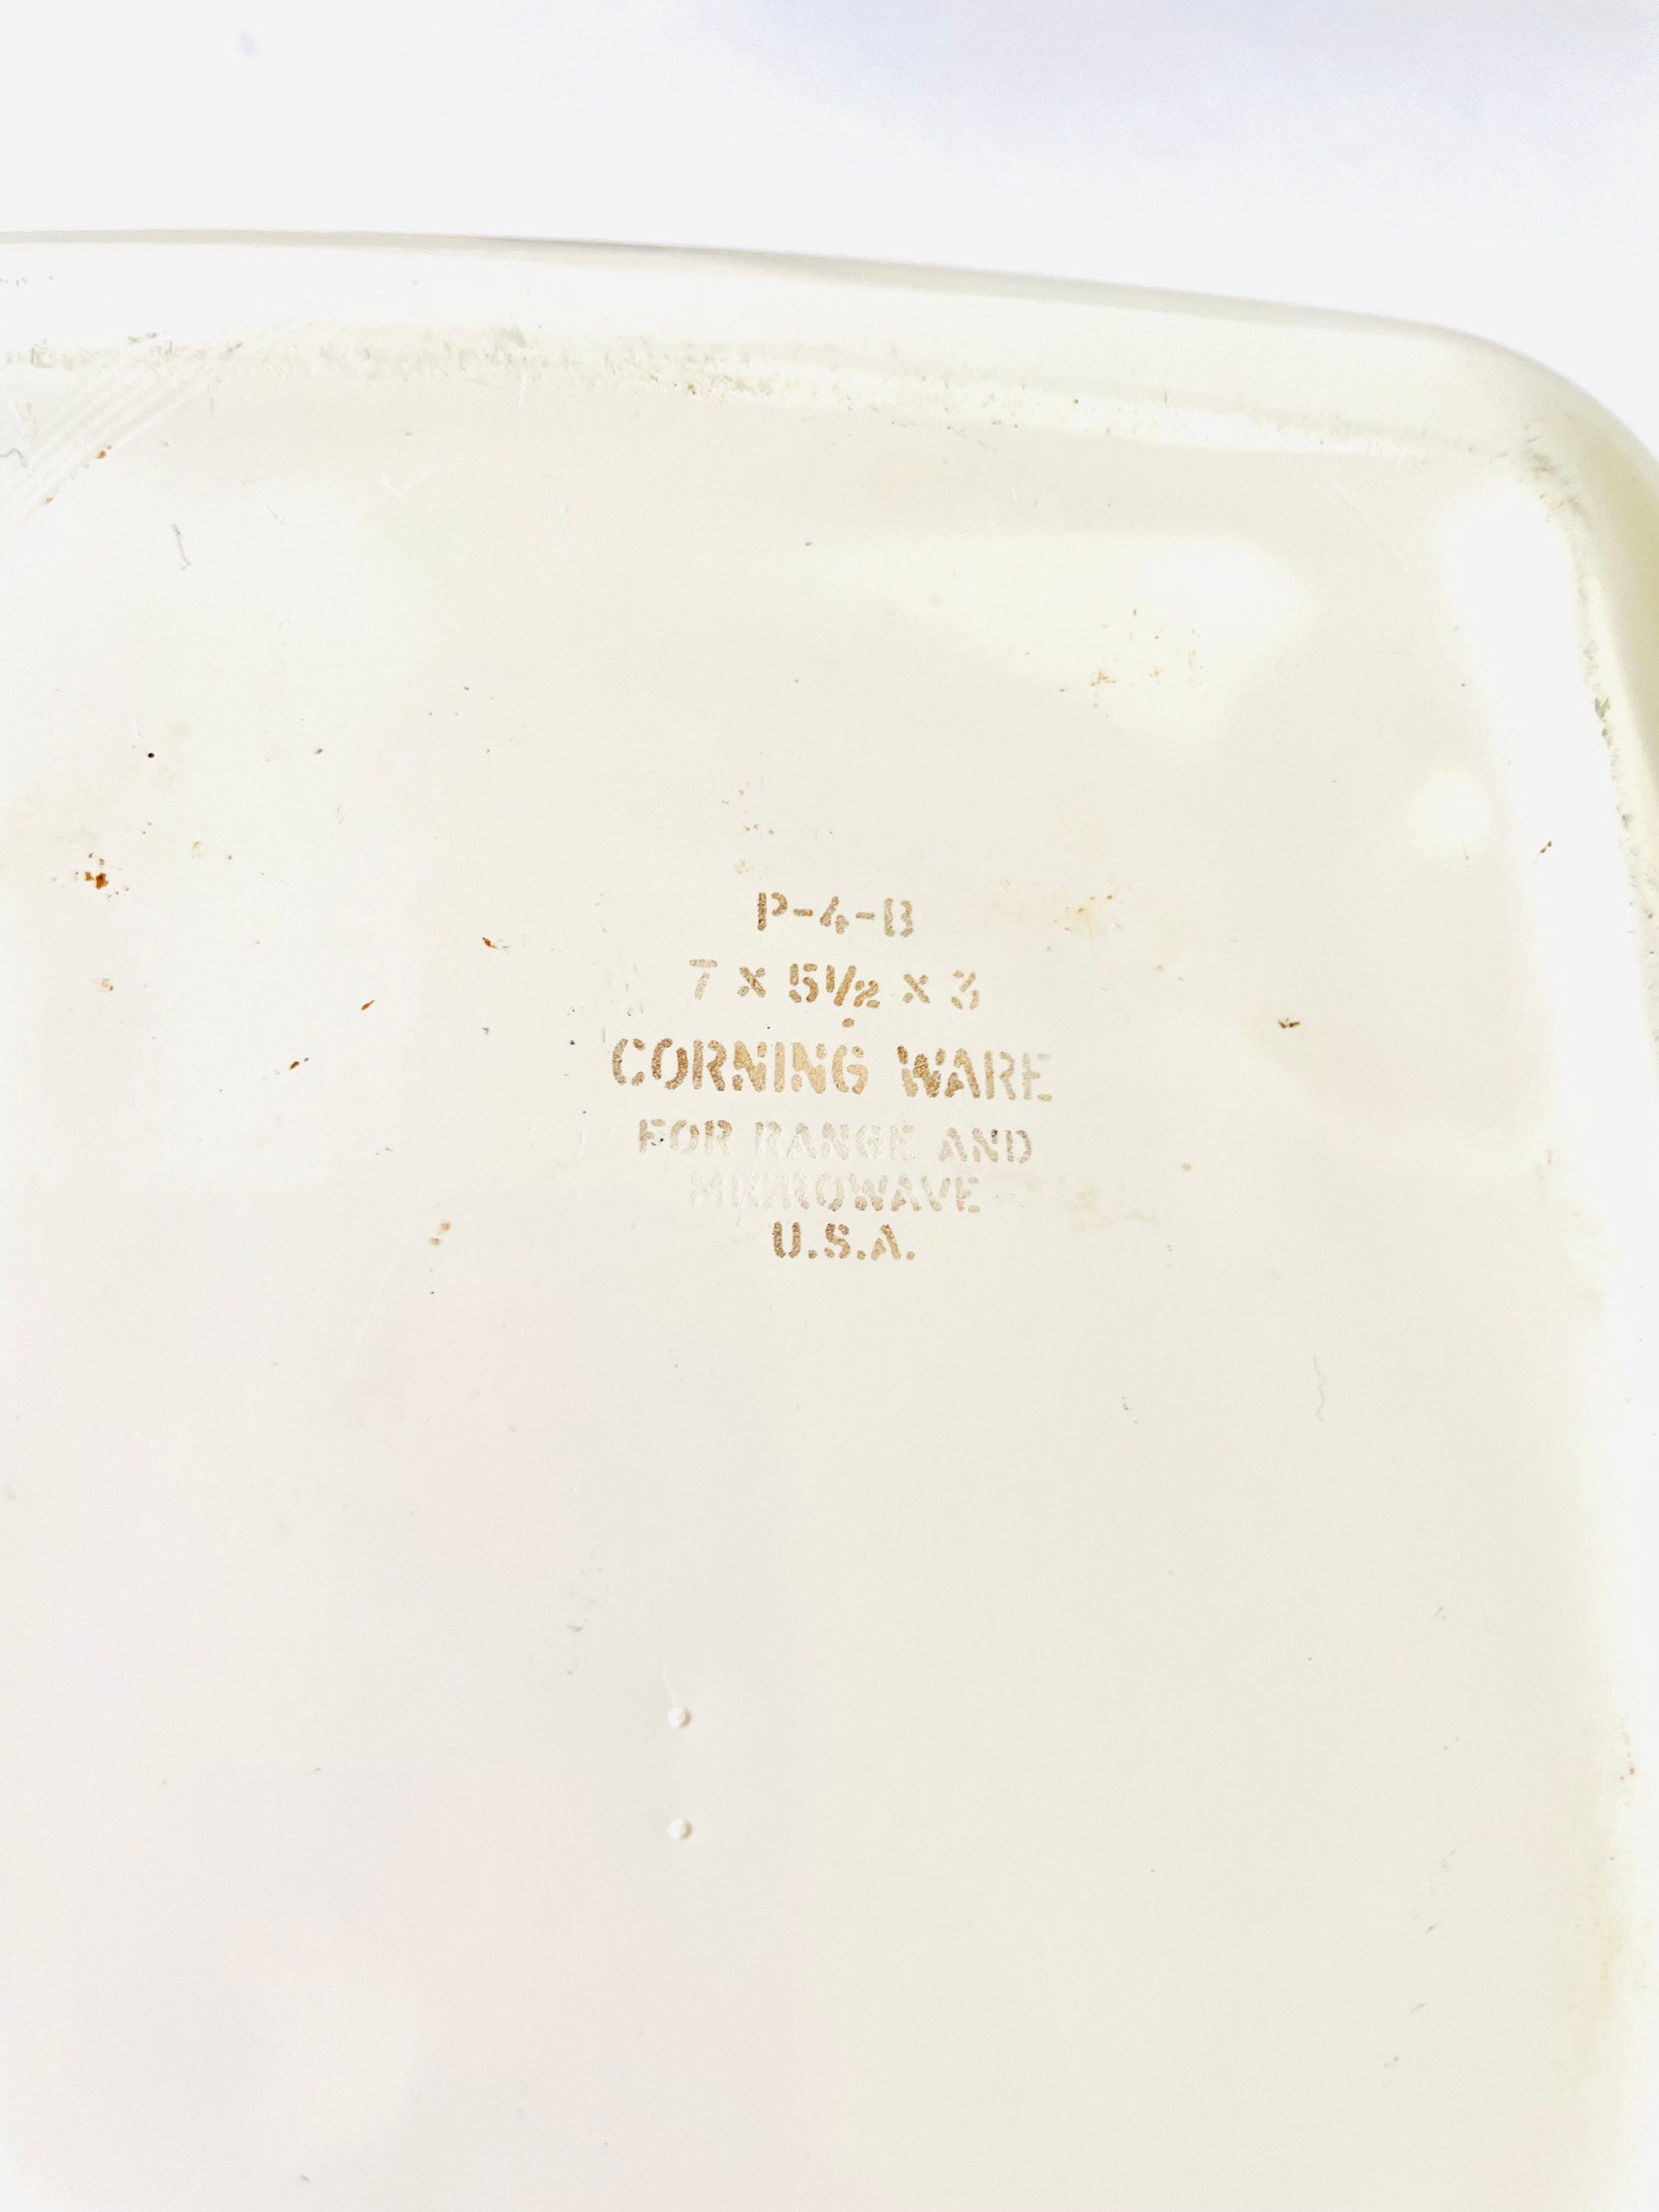 P-4-B
7 x 5½ x 3
CORNING WARE
FOR RANGE AND
MICROWAVE
U.S.A.